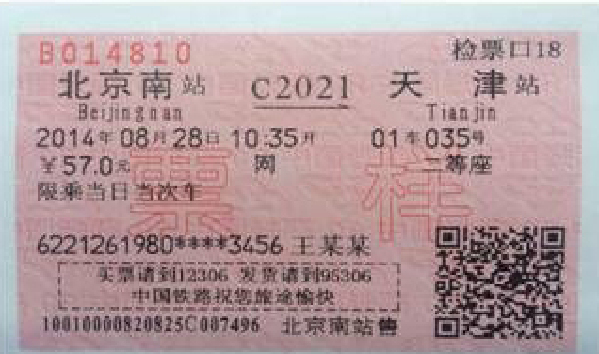 B014810 检票口18
北京南站 C2021 天津站
Beijingnan Tianjin
2014年08月28日10:35开 01车035号
￥57.0元 网 二等座
限乘当日当次车
票样
6221261980****3456 王某某
买票请到12306 发货请到95306
中国铁路祝您旅途愉快
10010000820825C007496 北京南站售